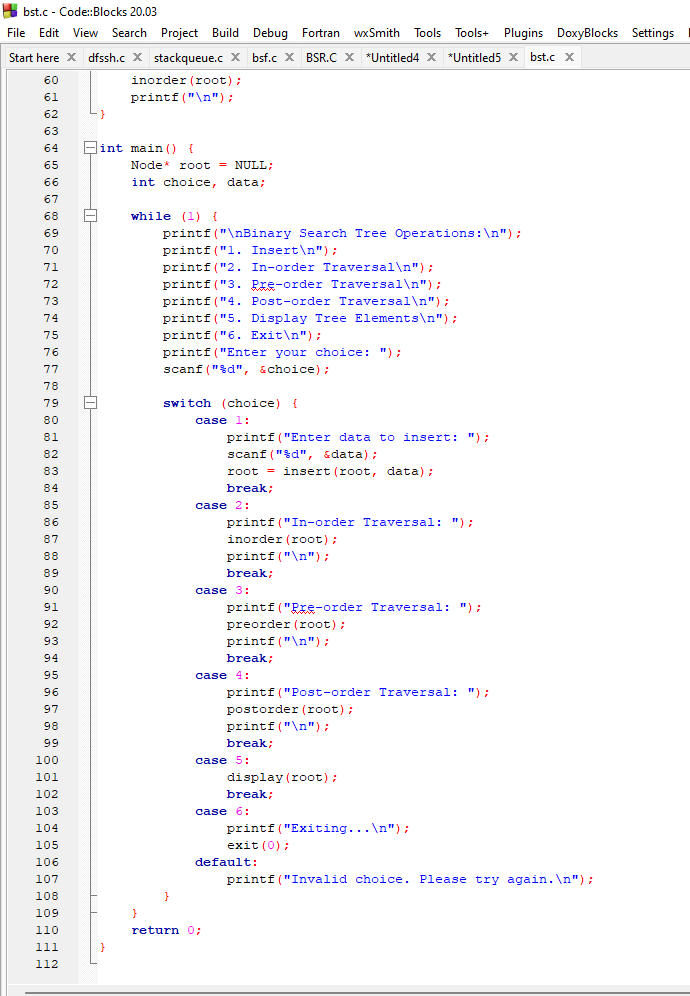 bst.c - Code::Blocks 20.03
File Edit View Search Project Build Debug Fortran wxSmith Tools Tools+ Plugins DoxyBlocks Settings
Start here dfssh.c stackqueue.c bsf.c BSR.C *Untitled4 *Untitled5 bst.c
60 inorder(root);
61 printf("\n");
62 }
63
64 int main() {
65 Node* root = NULL;
66 int choice, data;
67
68 while (1) {
69 printf("\nBinary Search Tree Operations:\n");
70 printf("1. Insert\n");
71 printf("2. In-order Traversal\n");
72 printf("3. Pre-order Traversal\n");
73 printf("4. Post-order Traversal\n");
74 printf("5. Display Tree Elements\n");
75 printf("6. Exit\n");
76 printf("Enter your choice: ");
77 scanf("%d", &choice);
78
79 switch (choice) {
80 case 1:
81 printf("Enter data to insert: ");
82 scanf("%d", &data);
83 root = insert(root, data);
84 break;
85 case 2:
86 printf("In-order Traversal: ");
87 inorder(root);
88 printf("\n");
89 break;
90 case 3:
91 printf("Pre-order Traversal: ");
92 preorder(root);
93 printf("\n");
94 break;
95 case 4:
96 printf("Post-order Traversal: ");
97 postorder(root);
98 printf("\n");
99 break;
100 case 5:
101 display(root);
102 break;
103 case 6:
104 printf("Exiting...\n");
105 exit(0);
106 default:
107 printf("Invalid choice. Please try again.\n");
108 }
109 }
110 return 0;
111 }
112